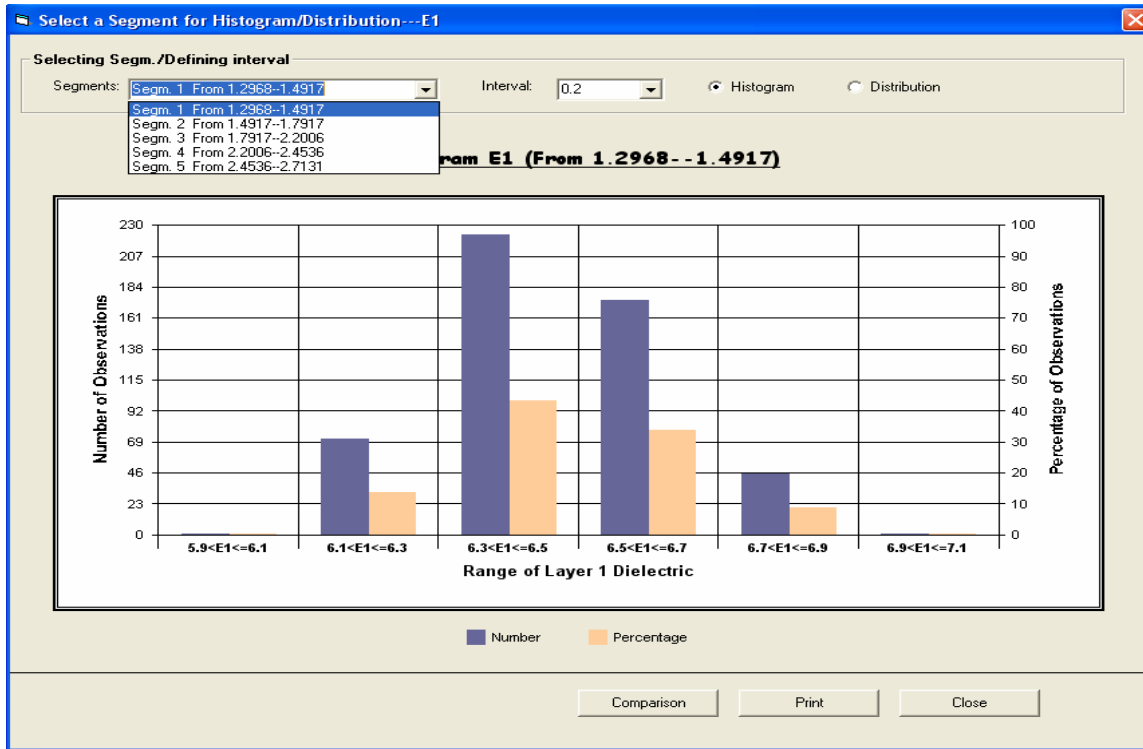 Select a Segment for Histogram/Distribution---E1
Selecting Segm./Defining interval
Segments: Segm. 1 From 1.2968--1.4917 Interval: 0.2 Histogram Distribution
Segm. 1 From 1.2968--1.4917
Segm. 2 From 1.4917--1.7917
Segm. 3 From 1.7917--2.2006
Segm. 4 From 2.2006--2.4536
Segm. 5 From 2.4536--2.7131
E1 (From 1.2968--1.4917)
Number of Observations
230
207
184
161
138
115
92
69
46
23
0
100
90
80
70
60
50
40
30
20
10
0
Percentage of Observations
5.9<E1<=6.1 6.1<E1<=6.3 6.3<E1<=6.5 6.5<E1<=6.7 6.7<E1<=6.9 6.9<E1<=7.1
Range of Layer 1 Dielectric
Number Percentage
Comparison Print Close